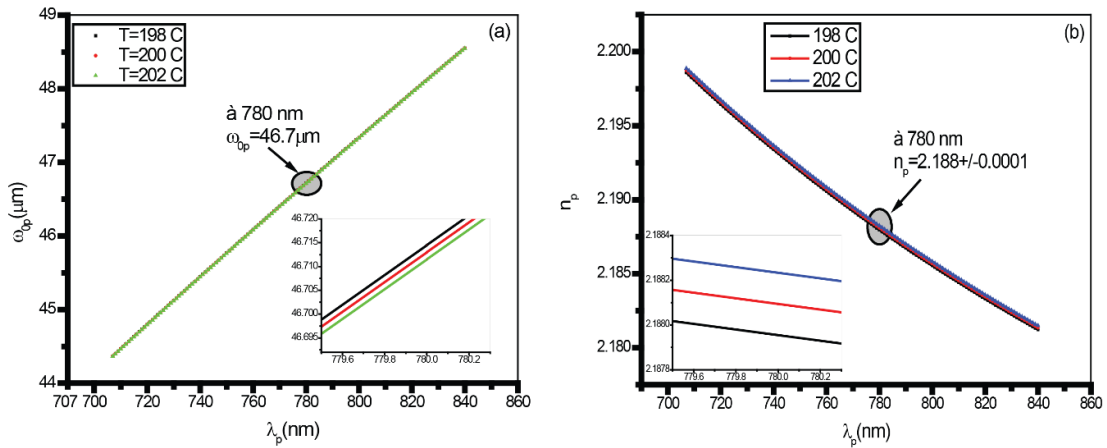 (a)
T=198 C
T=200 C
T=202 C
à 780 nm
ω0p=46.7μm
49
48
47
46
45
44
ω0p(μm)
46.720
46.715
46.710
46.705
46.700
46.695
779.6 779.8 780.0 780.2
707 700 720 740 760 780 800 820 840 860
λp(nm)
(b)
198 C
200 C
202 C
à 780 nm
np=2.188+/-0.0001
2.200
2.195
2.190
2.185
2.180
np
2.1884
2.1882
2.1880
2.1878
779.6 779.8 780.0 780.2
700 720 740 760 780 800 820 840 860
λp(nm)